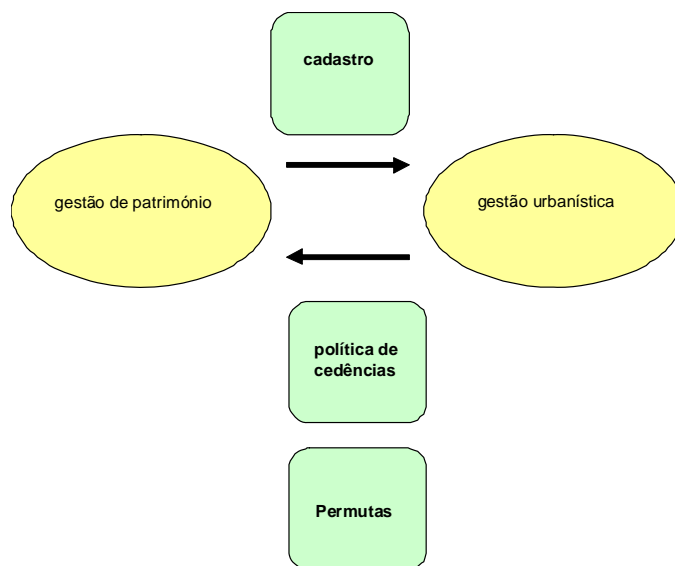 cadastro
gestão de património
gestão urbanística
política de
cedências
Permutas